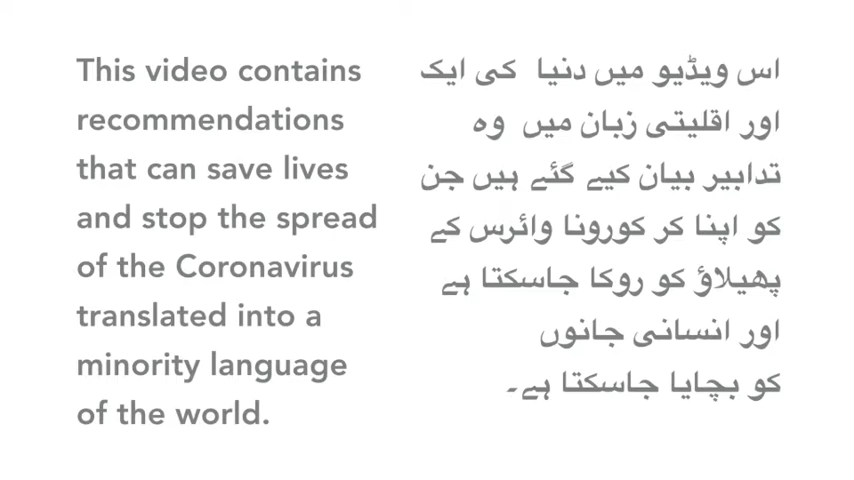 This video contains
recommendations
that can save lives
and stop the spread
of the Coronavirus
translated into a
minority language
of the world.
اس ویڈیو میں دنیا کی ایک
اور اقلیتی زبان میں وہ
تدابیر بیان کیے گئے ہیں جن
کو اپنا کر کورونا وائرس کے
پھیلاؤ کو روکا جاسکتا ہے
اور انسانی جانوں
کو بچایا جاسکتا ہے۔